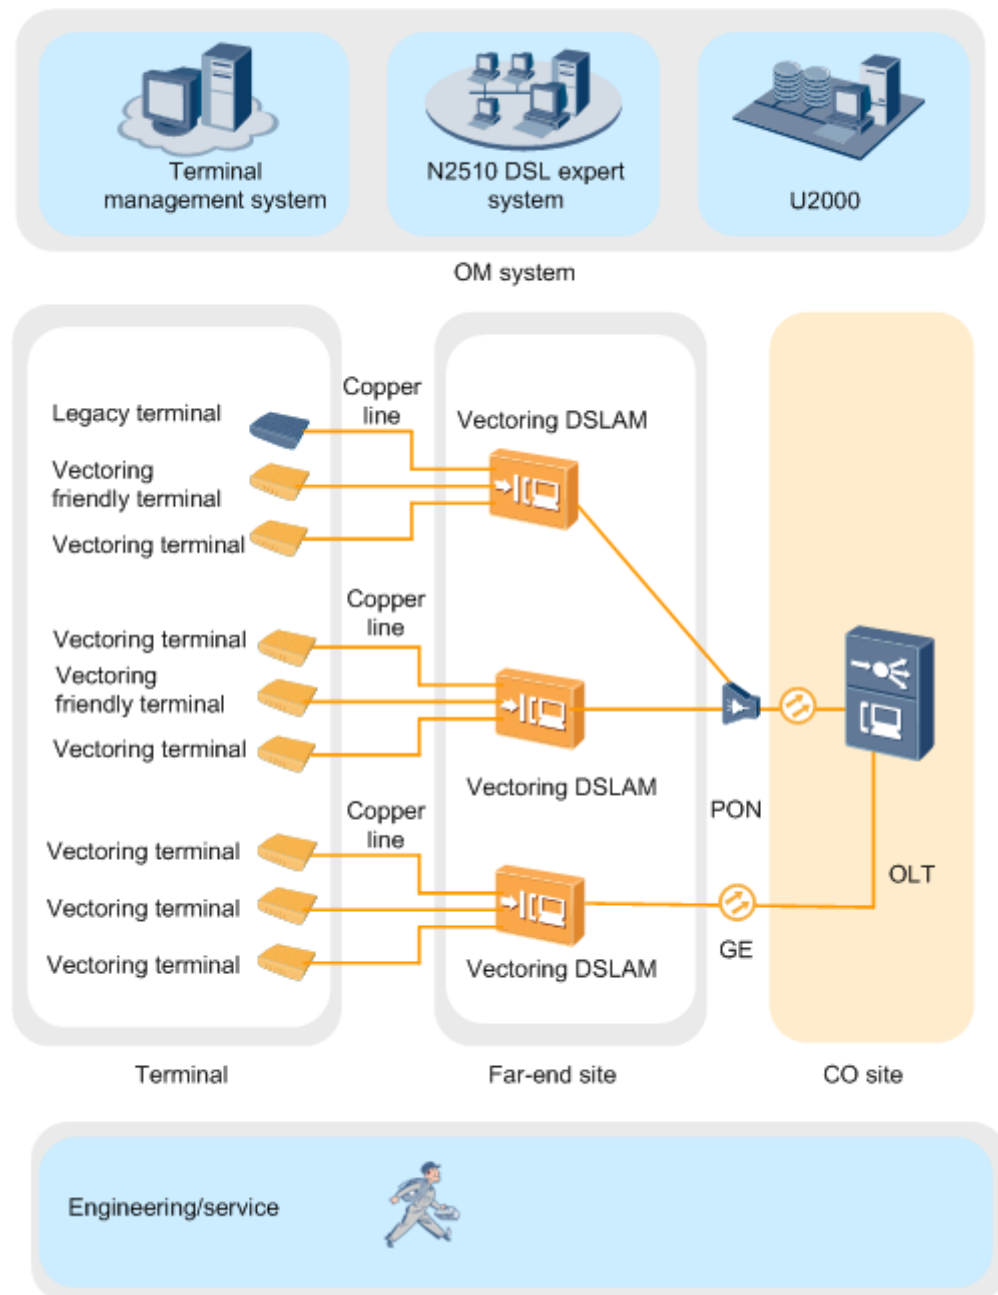 Terminal
management system
N2510 DSL expert
system
U2000
OM system
Legacy terminal
Copper
line
Vectoring DSLAM
Vectoring
friendly terminal
Vectoring terminal
Copper
line
Vectoring terminal
Vectoring
friendly terminal
Vectoring terminal
Vectoring DSLAM
PON
Copper
line
Vectoring terminal
OLT
Vectoring terminal
GE
Vectoring terminal
Vectoring DSLAM
Terminal
Far-end site
CO site
Engineering/service